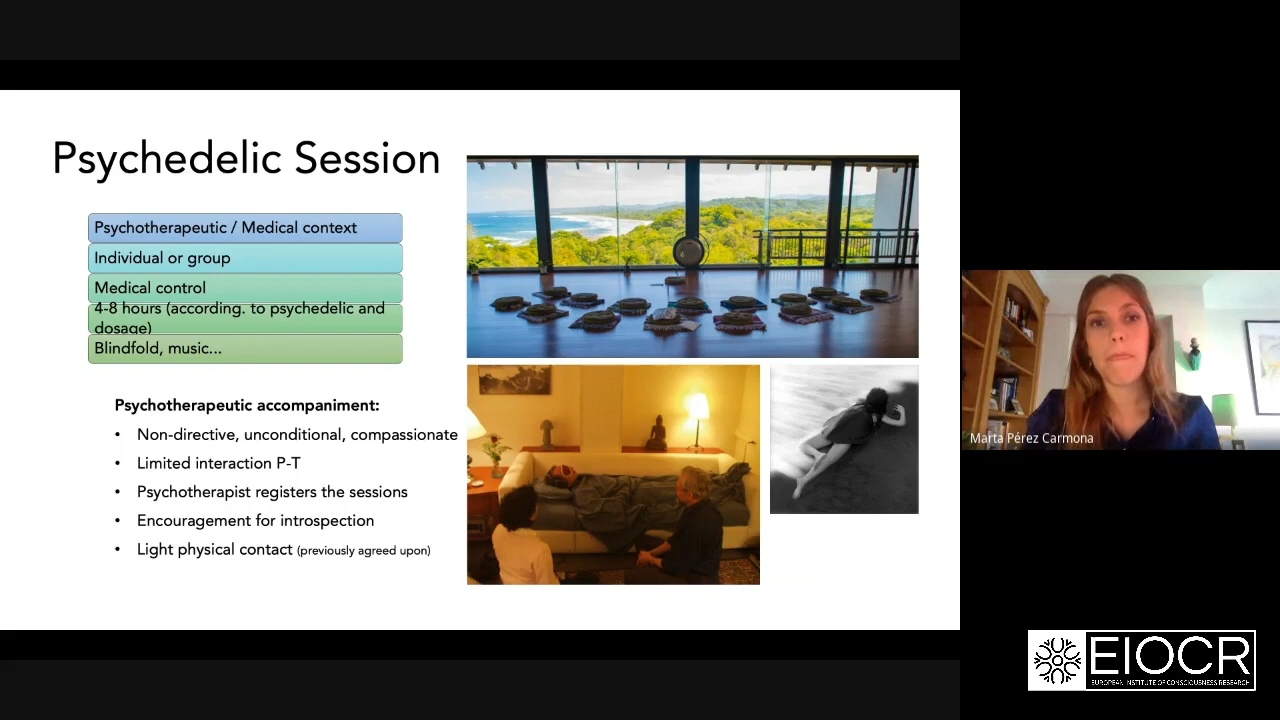 Psychedelic Session
Psychotherapeutic / Medical context
Individual or group
Medical control
4-8 hours (according. to psychedelic and
dosage)
Blindfold, music...
Psychotherapeutic accompaniment:
• Non-directive, unconditional, compassionate
• Limited interaction P-T
• Psychotherapist registers the sessions
• Encouragement for introspection
• Light physical contact (previously agreed upon)
Marta Pérez Carmona
EIOCR
EUROPEAN INSTITUTE OF CONSCIOUSNESS RESEARCH